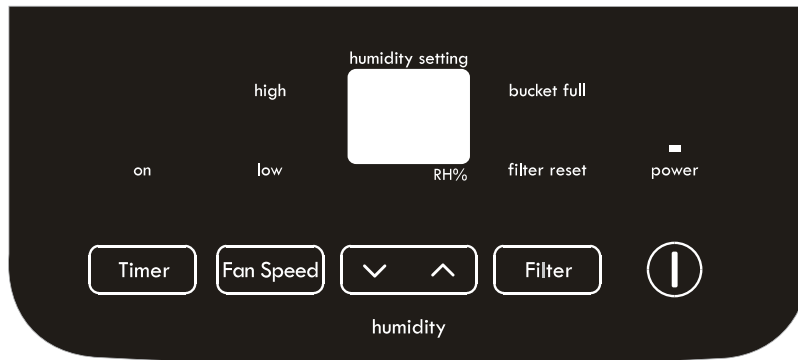 humidity setting
high
bucket full
on
low
RH%
filter reset
power
Timer
Fan Speed
Filter
humidity